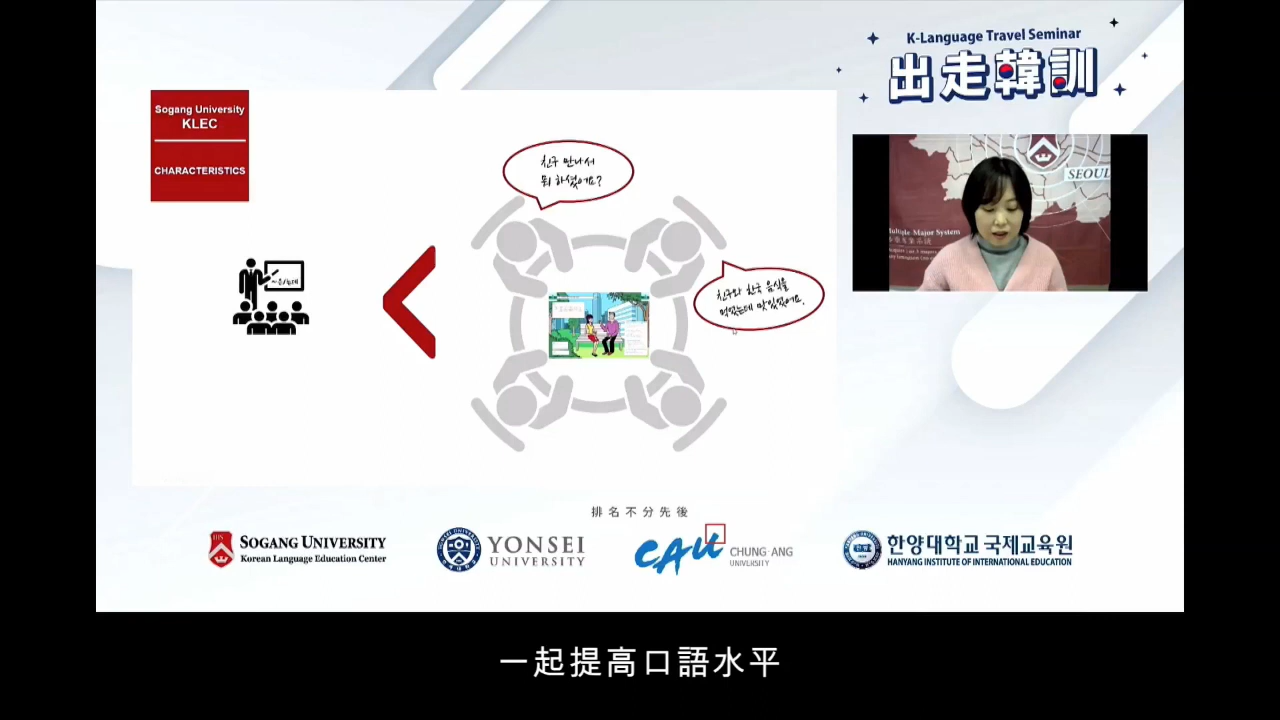 K-Language Travel Seminar
出走韓訓
Sogang University
KLEC
CHARACTERISTICS
친구 만나서
뭐 하셨어요?
친구와 한국 음식을
먹었는데 맛있었어요.
SEOUL
Multiple Major System
排名不分先後
SOGANG UNIVERSITY
Korean Language Education Center
YONSEI
UNIVERSITY
CAU
CHUNG-ANG
UNIVERSITY
한양대학교 국제교육원
HANYANG INSTITUTE OF INTERNATIONAL EDUCATION
一起提高口語水平